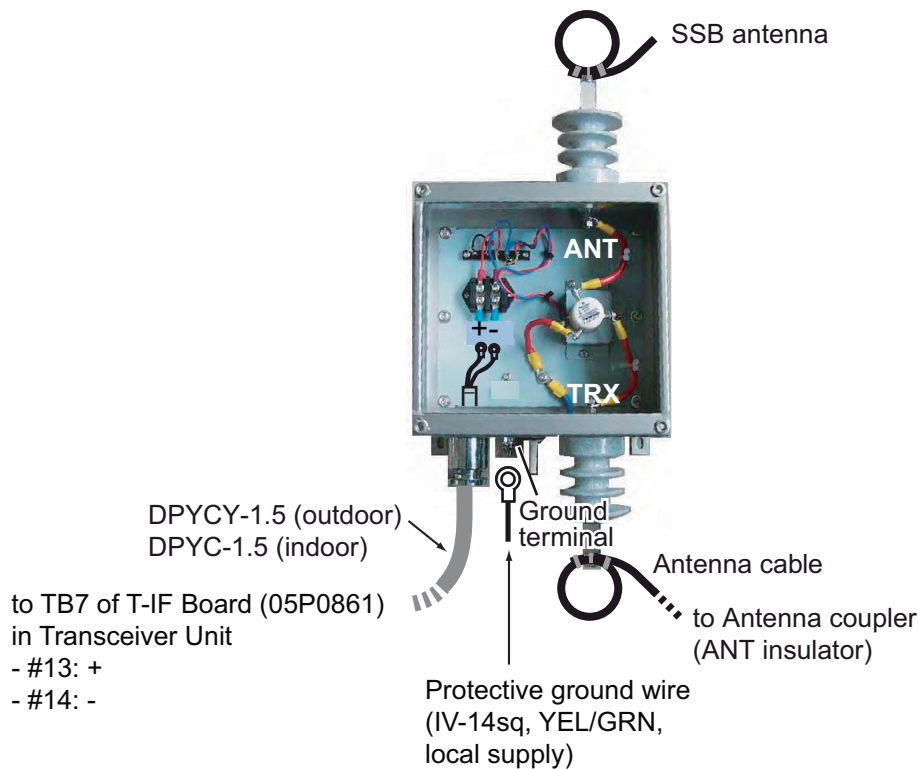 SSB antenna
ANT
+-
TRX
DPYCY-1.5 (outdoor)
DPYC-1.5 (indoor)
Ground
terminal
Antenna cable
to TB7 of T-IF Board (05P0861)
in Transceiver Unit
- #13: +
- #14: -
to Antenna coupler
(ANT insulator)
Protective ground wire
(IV-14sq, YEL/GRN,
local supply)